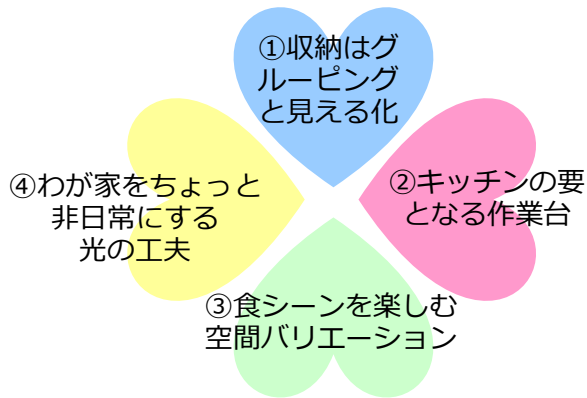 ①収納はグ
ルーピング
と見える化
②キッチンの要
となる作業台
③食シーンを楽しむ
空間バリエーション
④わが家をちょっと
非日常にする
光の工夫